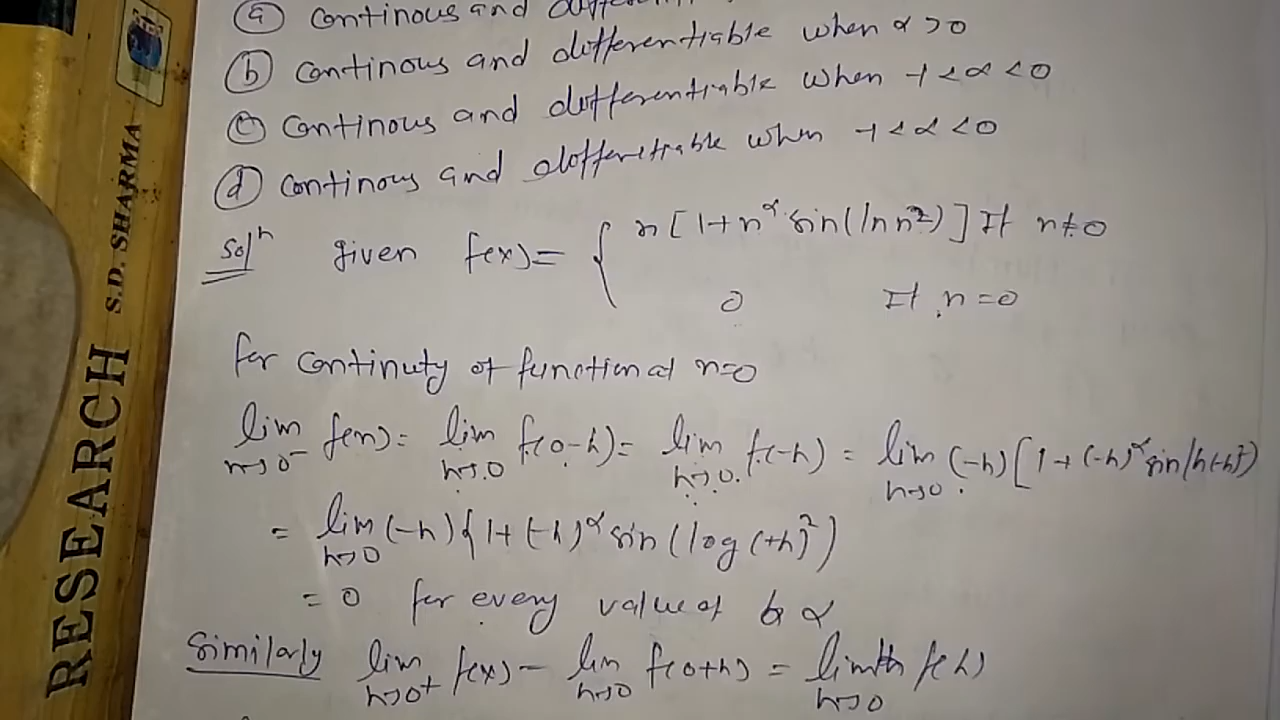 (a) continous and
(b) continous and differentiable when α > 0
(c) continous and differentiable when -1 < α < 0
(d) continous and differetiable when -1 < α < 0
Solⁿ given f(x) = { x [1 + x^α sin(ln x²)] If x ≠ 0
0 If x = 0
for continuty of function at x = 0
lim x→0⁻ f(x) = lim h→0 f(0-h) = lim h→0 f(-h) = lim h→0 (-h) [1 + (-h)^α sin ln(-h)²)
= lim h→0 (-h) {1 + (-h)^α sin (log (+h)²)
= 0 for every value of α
Similarly lim h→0⁺ f(x) - lim h→0 f(0+h) = lim h→0 f(h)
RESEARCH S.D. SHARMA